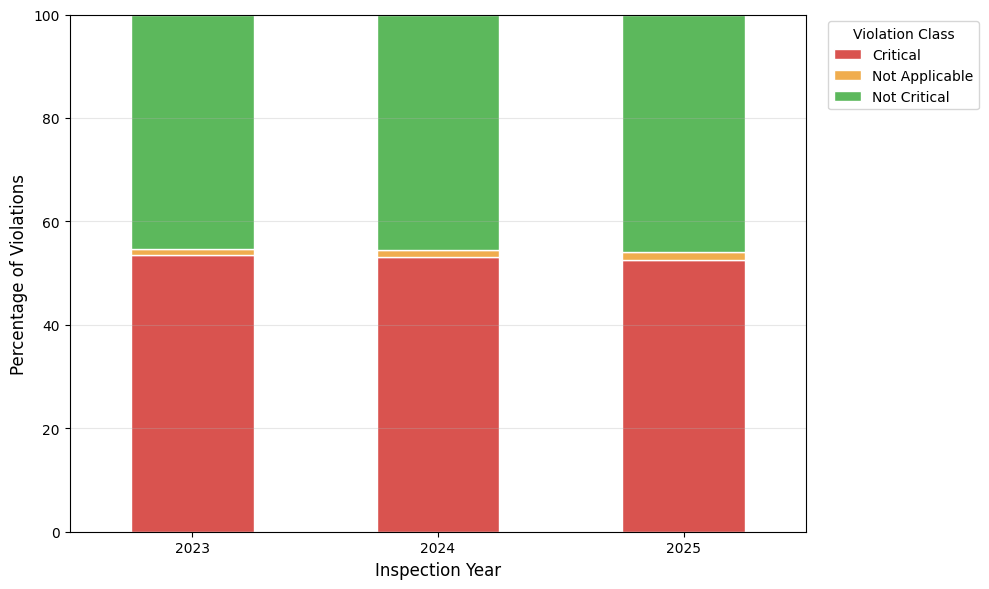 100
80
60
40
20
0
Percentage of Violations
2023
2024
2025
Inspection Year
Violation Class
Critical
Not Applicable
Not Critical